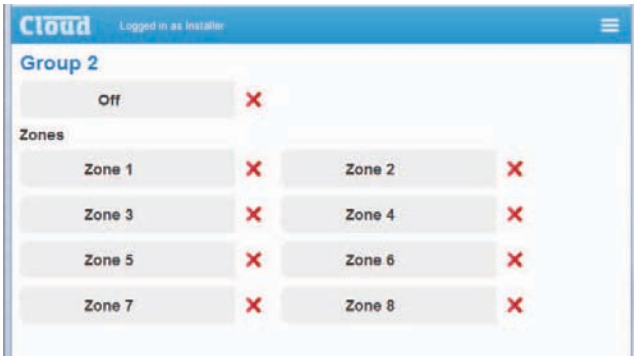 Cloud Logged in as Installer
Group 2
Off
Zones
Zone 1 Zone 2
Zone 3 Zone 4
Zone 5 Zone 6
Zone 7 Zone 8